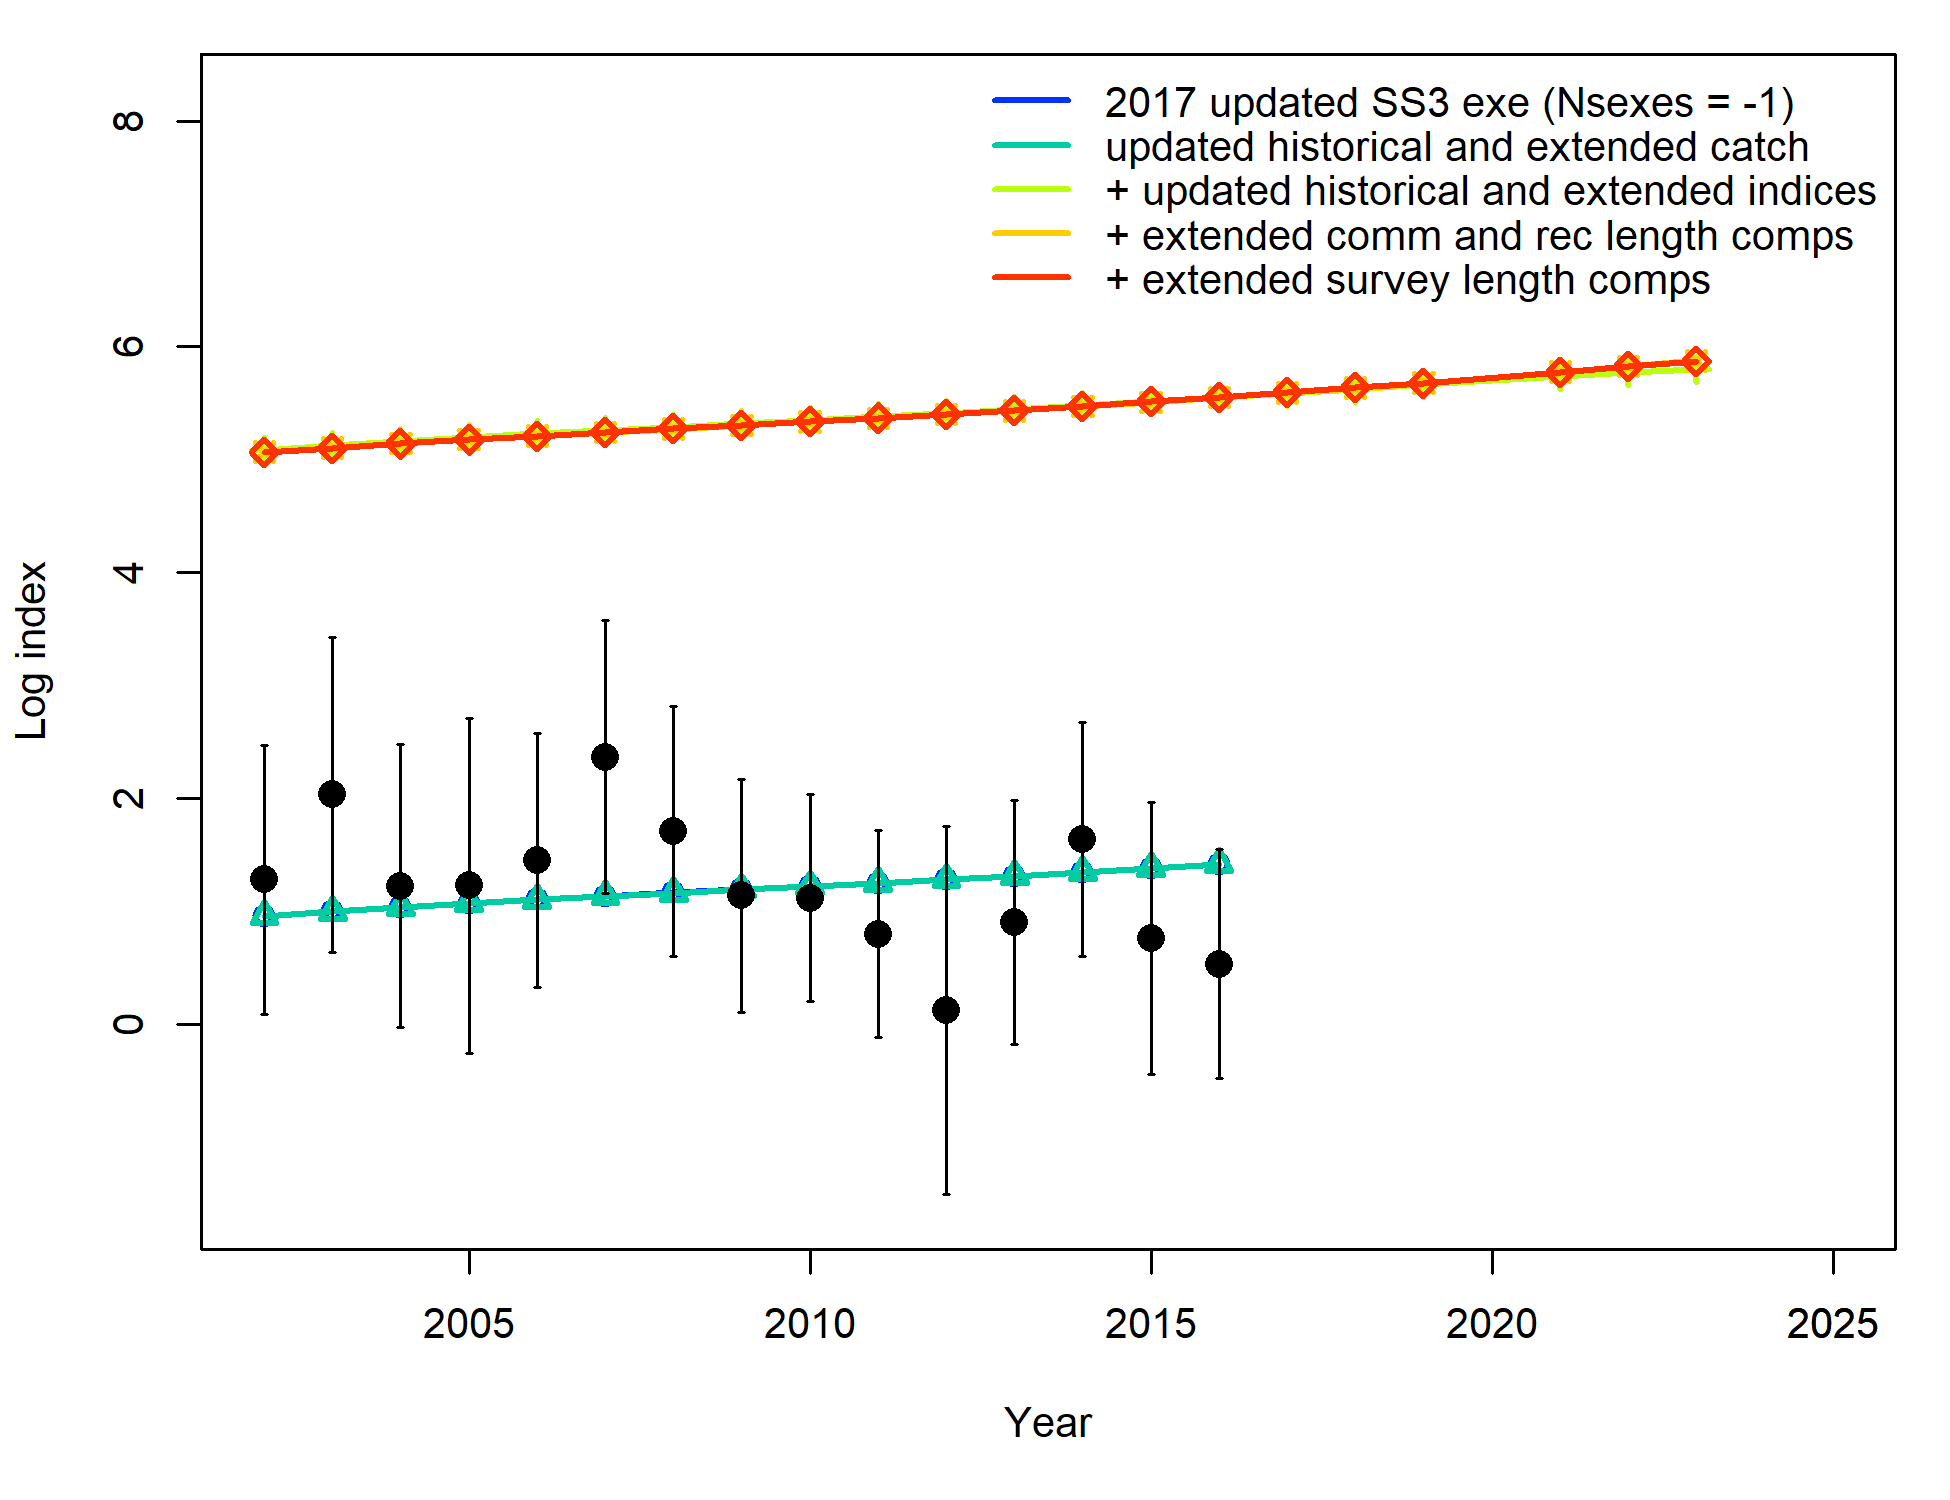 2017 updated SS3 exe (Nsexes = -1)
updated historical and extended catch
+ updated historical and extended indices
+ extended comm and rec length comps
+ extended survey length comps
8
6
4
2
0
Log index
2005
2010
2015
2020
2025
Year